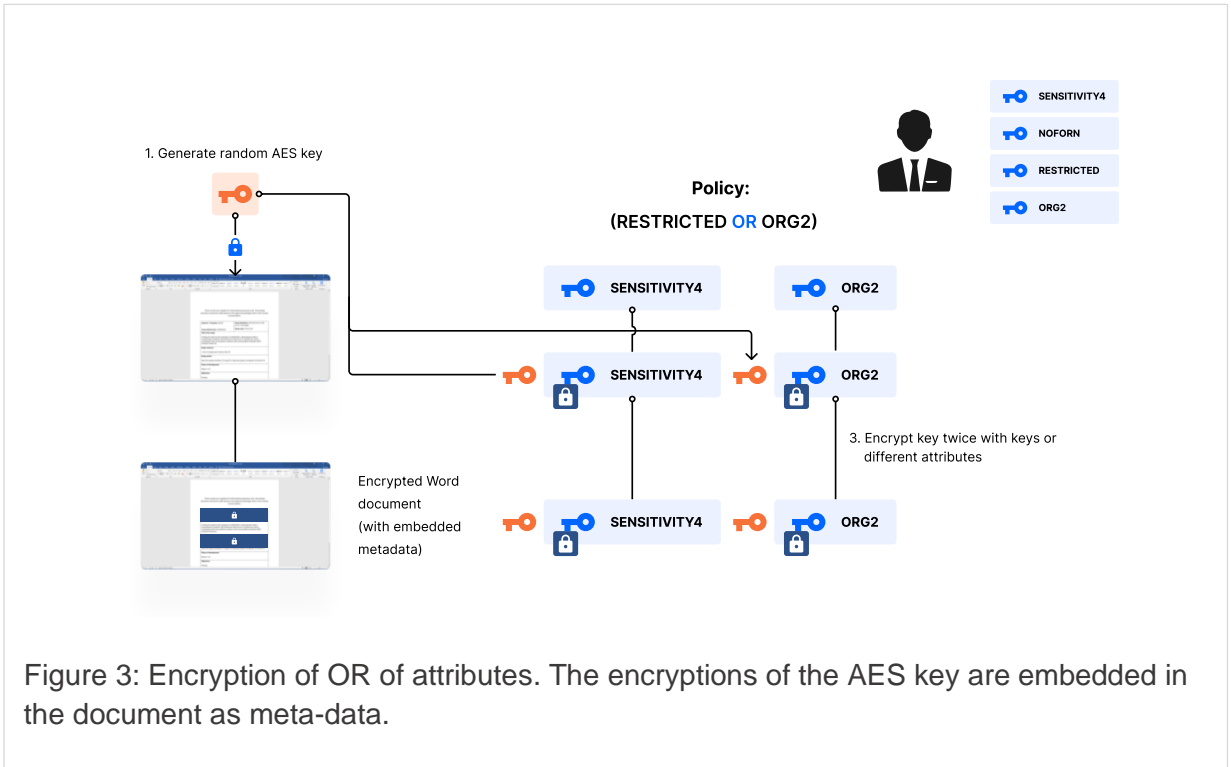 SENSITIVITY4
NOFORN
1. Generate random AES key
RESTRICTED
Policy:
ORG2
(RESTRICTED OR ORG2)
SENSITIVITY4
ORG2
SENSITIVITY4
ORG2
3. Encrypt key twice with keys or
different attributes
Encrypted Word
document
(with embedded
metadata)
SENSITIVITY4
ORG2
Figure 3: Encryption of OR of attributes. The encryptions of the AES key are embedded in
the document as meta-data.